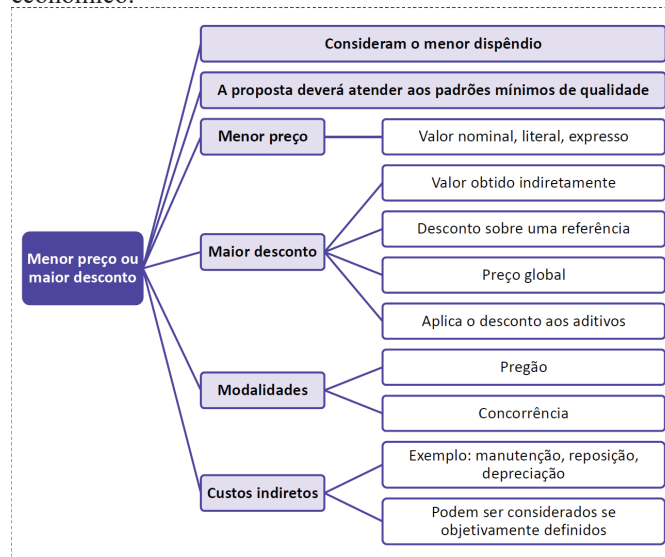 econômico.
Consideram o menor dispêndio
A proposta deverá atender aos padrões mínimos de qualidade
Menor preço
Valor nominal, literal, expresso
Valor obtido indiretamente
Desconto sobre uma referência
Menor preço ou
maior desconto
Maior desconto
Preço global
Aplica o desconto aos aditivos
Modalidades
Pregão
Concorrência
Custos indiretos
Exemplo: manutenção, reposição,
depreciação
Podem ser considerados se
objetivamente definidos